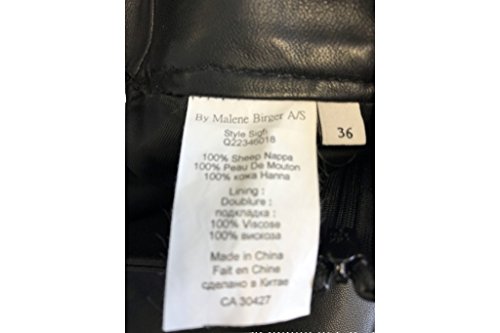 By Malene Birger A/S
Style Sigfi
Q22346018
100% Sheep Nappa
100% Peau De Mouton
100% кожа Hanna
Lining :
Doublure :
подкладка :
100% Viscose
100% вискоза
Made in China
Fait en Chine
сделано в Китае
CA 30427
36